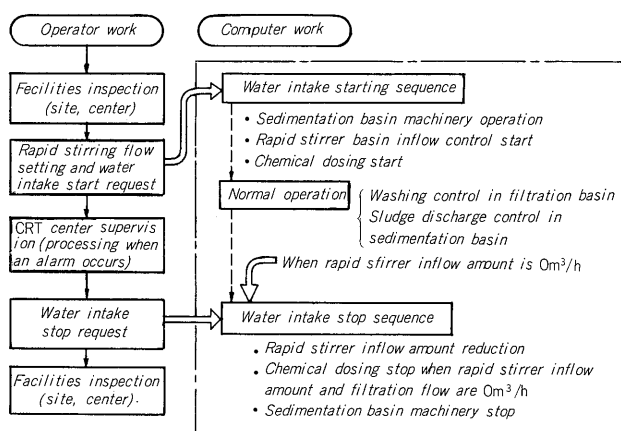 Operator work
Computer work
Fecilities inspection
(site, center)
Rapid stirring flow
setting and water
intake start request
CRT center supervis
ion (processing when
an alarm occurs)
Water intake
stop request
Facilities inspection
(site, center).
Water intake starting sequence
• Sedimentation basin machinery operation
• Rapid stirrer basin inflow control start
• Chemical dosing start
Normal operation
Washing control in filtration basin
Sludge discharge control in
sedimentation basin
When rapid sfirrer inflow amount is 0m³/h
Water intake stop sequence
• Rapid stirrer inflow amount reduction
• Chemical dosing stop when rapid stirrer inflow
amount and filtration flow are 0m³/h
• Sedimentation basin machinery stop